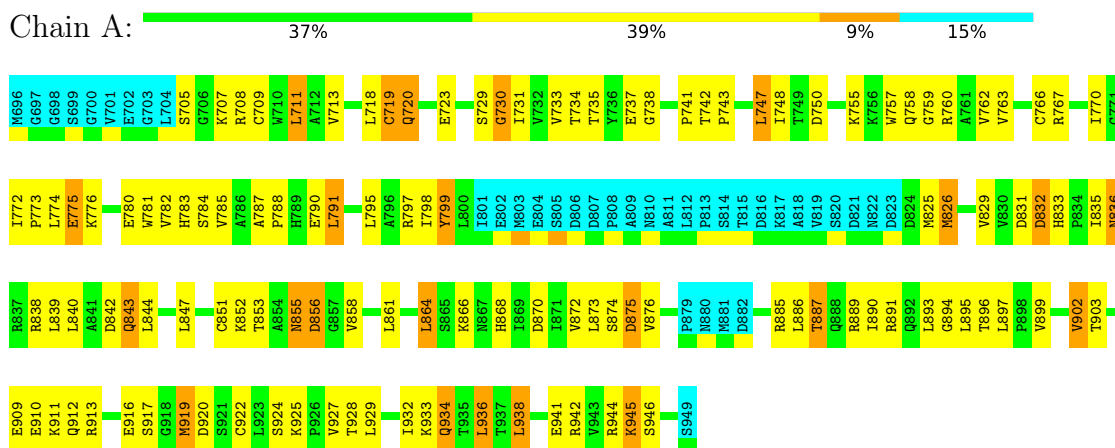 Chain A:
37% 39% 9% 15%
M696 G697 G698 S699 G700 V701 E702 G703 L704 S705 G706 K707 R708 C709 W710 L711 A712 V713 L718 C719 Q720 E723 S729 G730 I731 V732 V733 T734 T735 Y736 E737 G738 P741 T742 P743 L747 I748 T749 D750 K755 K756 W757 Q758 G759 R760 A761 V762 V763 C766 R767 I770 G771
I772 P773 L774 E775 K776 E780 W781 V782 H783 S784 V785 A786 A787 P788 H789 E790 L791 L795 A796 R797 I798 Y799 L800 I801 E802 M803 E804 S805 D806 D807 P808 A809 N810 A811 L812 P813 S814 T815 D816 K817 A818 V819 S820 D821 N822 D823 D824 M825 M826 V829 V830 D831 D832 H833 P834 I835 N836
R837 R838 L839 L840 A841 D842 Q843 L844 L847 C851 K852 T853 A854 N855 D856 G857 V858 L861 L864 S865 K866 N867 H868 I869 D870 I871 V872 L873 S874 D875 V876 P879 N880 M881 D882 R885 L886 T887 Q888 R889 I890 R891 Q892 L893 G894 L895 T896 L897 P898 V899 V902 T903
E909 E910 K911 Q912 R913 E916 S917 G918 M919 D920 S921 C922 L923 S924 K925 P926 V927 T928 L929 I932 K933 Q934 T935 L936 T937 L938 E941 R942 V943 R944 K945 S946 S949